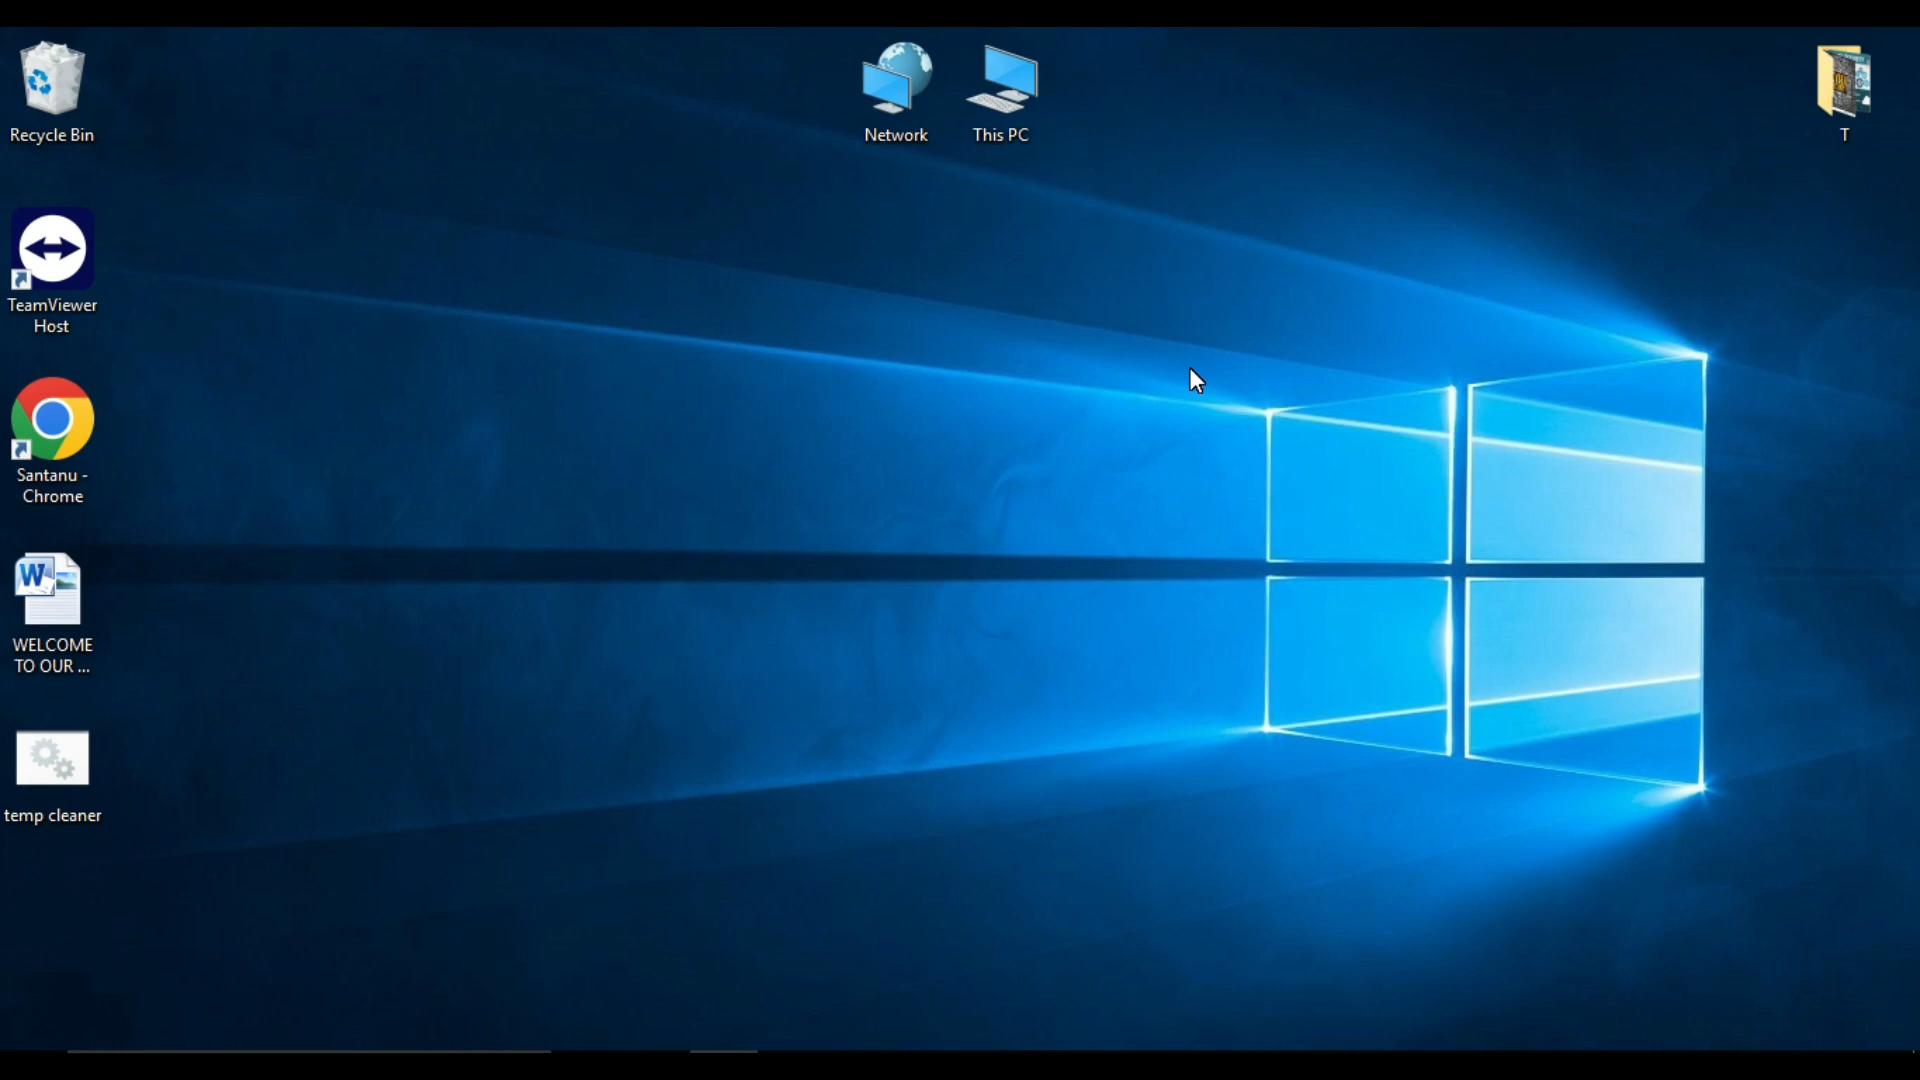 Recycle Bin
Network
This PC
T
TeamViewer
Host
Santanu -
Chrome
WELCOME
TO OUR ...
temp cleaner